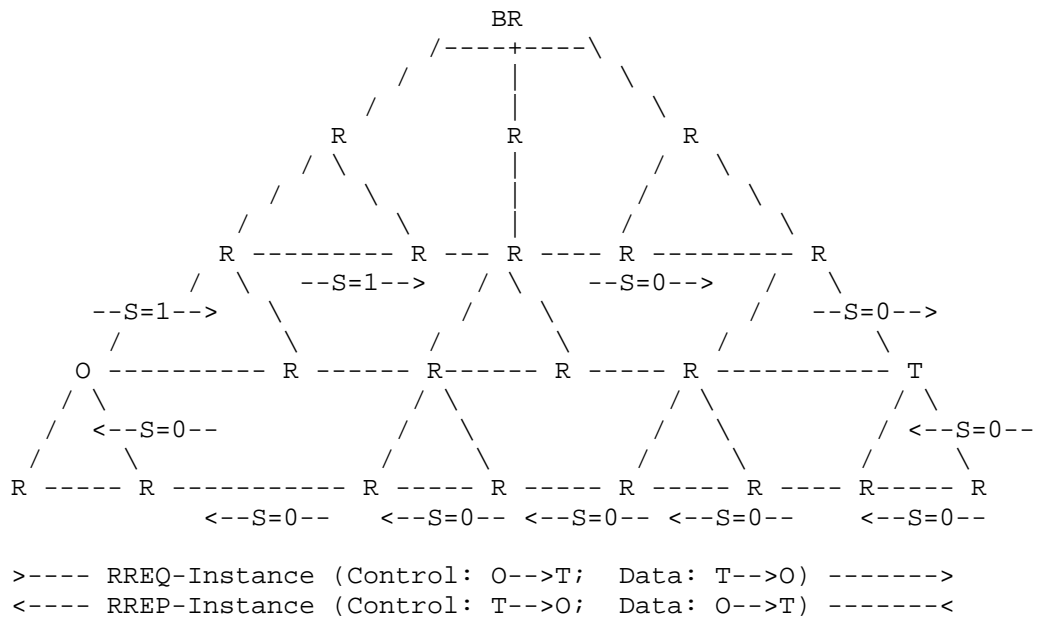 BR
/----+----\
R R R
R ---------- R --- R ---- R --------- R
--S=1--> --S=0-->
--S=1--> --S=0-->
O ---------- R ------ R------ R ----- R ----------- T
<--S=0-- <--S=0--
R ----- R ----------- R ----- R ----- R ----- R ---- R----- R
<--S=0-- <--S=0-- <--S=0-- <--S=0-- <--S=0--
>---- RREQ-Instance (Control: O-->T; Data: T-->O) ------->
<---- RREP-Instance (Control: T-->O; Data: O-->T) -------<